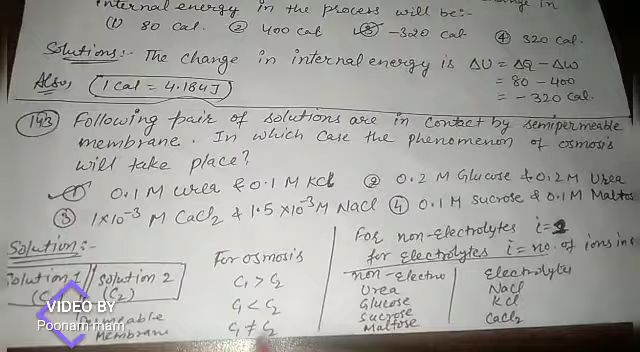 internal energy in the process will be:-
(1) 80 Cal. ② 400 Cal ③ -320 Cal ④ 320 Cal.
Solutions:- The change in internal energy is ΔU = ΔQ - ΔW
= 80 - 400
= - 320 Cal.
Also, (1 Cal = 4.184J)
143 Following pair of solutions are in contact by semipermeable
membrane. In which case the phenomenon of osmosis
will take place?
① 0.1 M urea & 0.1 M KCl ② 0.2 M Glucose & 0.2 M Urea
③ 1×10⁻³ M CaCl₂ & 1.5×10⁻³ M NaCl ④ 0.1 M Sucrose & 0.1 M Maltos
Solution:-
Solution 1 // Solution 2
(C₁) (C₂)
Permeable
Membrane
For osmosis
C₁ > C₂
C₁ < C₂
C₁ ≠ C₂
For non-Electrolytes i=1
for Electrolytes i = no. of ions in s
non-Electro Electrolytes
Urea NaCl
Glucose KCl
Sucrose CaCl₂
Maltose
VIDEO BY
Poonam mam